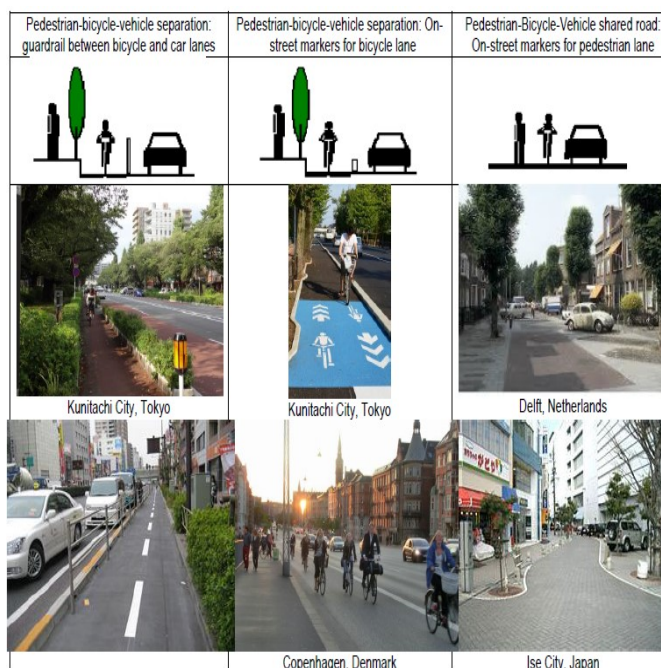 Pedestrian-bicycle-vehicle separation:
guardrail between bicycle and car lanes
Pedestrian-bicycle-vehicle separation: On-
street markers for bicycle lane
Pedestrian-Bicycle-Vehicle shared road:
On-street markers for pedestrian lane
Kunitachi City, Tokyo
Kunitachi City, Tokyo
Delft, Netherlands
Copenhagen, Denmark
Ise City, Japan